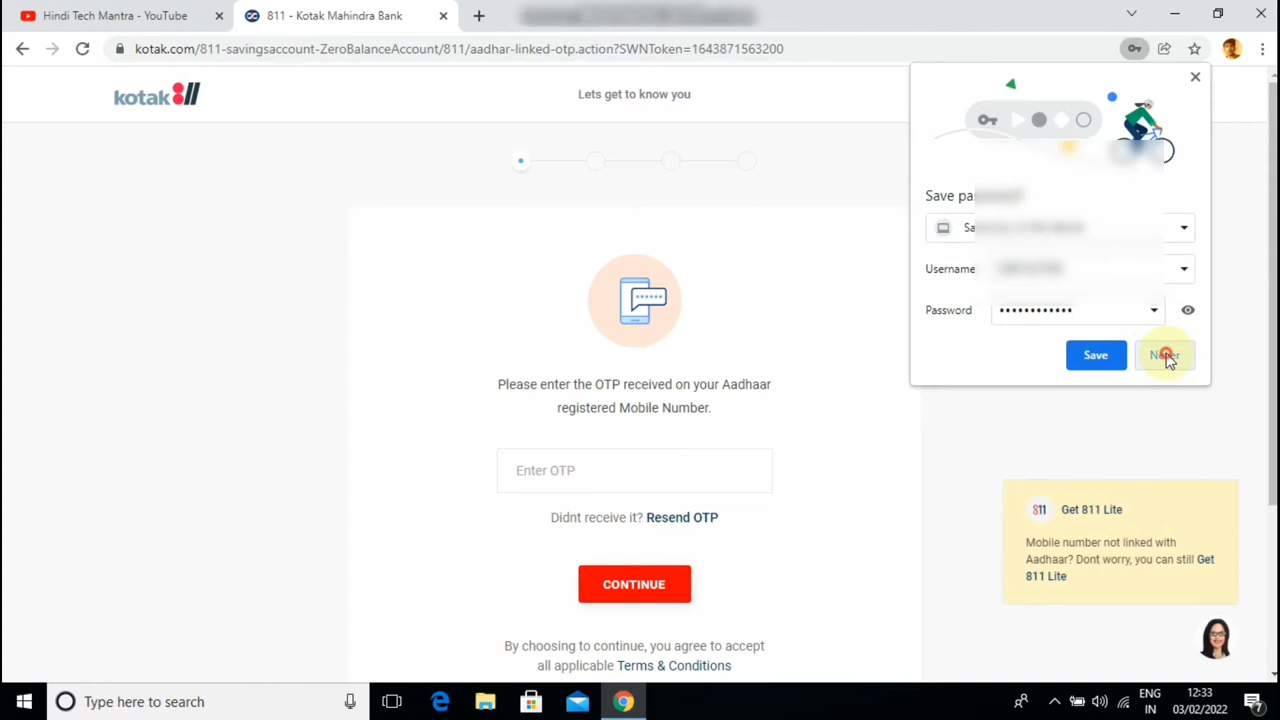 Hindi Tech Mantra - YouTube
811 - Kotak Mahindra Bank
kotak.com/811-savingsaccount-ZeroBalanceAccount/811/aadhar-linked-otp.action?SWNToken=1643871563200
kotak 811
Lets get to know you
Save
Username
Password ••••••••••••
Save
Please enter the OTP received on your Aadhaar
registered Mobile Number.
Enter OTP
Didnt receive it? Resend OTP
CONTINUE
By choosing to continue, you agree to accept
all applicable Terms & Conditions
811 Get 811 Lite
Mobile number not linked with
Aadhaar? Dont worry, you can still Get
811 Lite
Type here to search
ENG
IN
12:33
03/02/2022
7